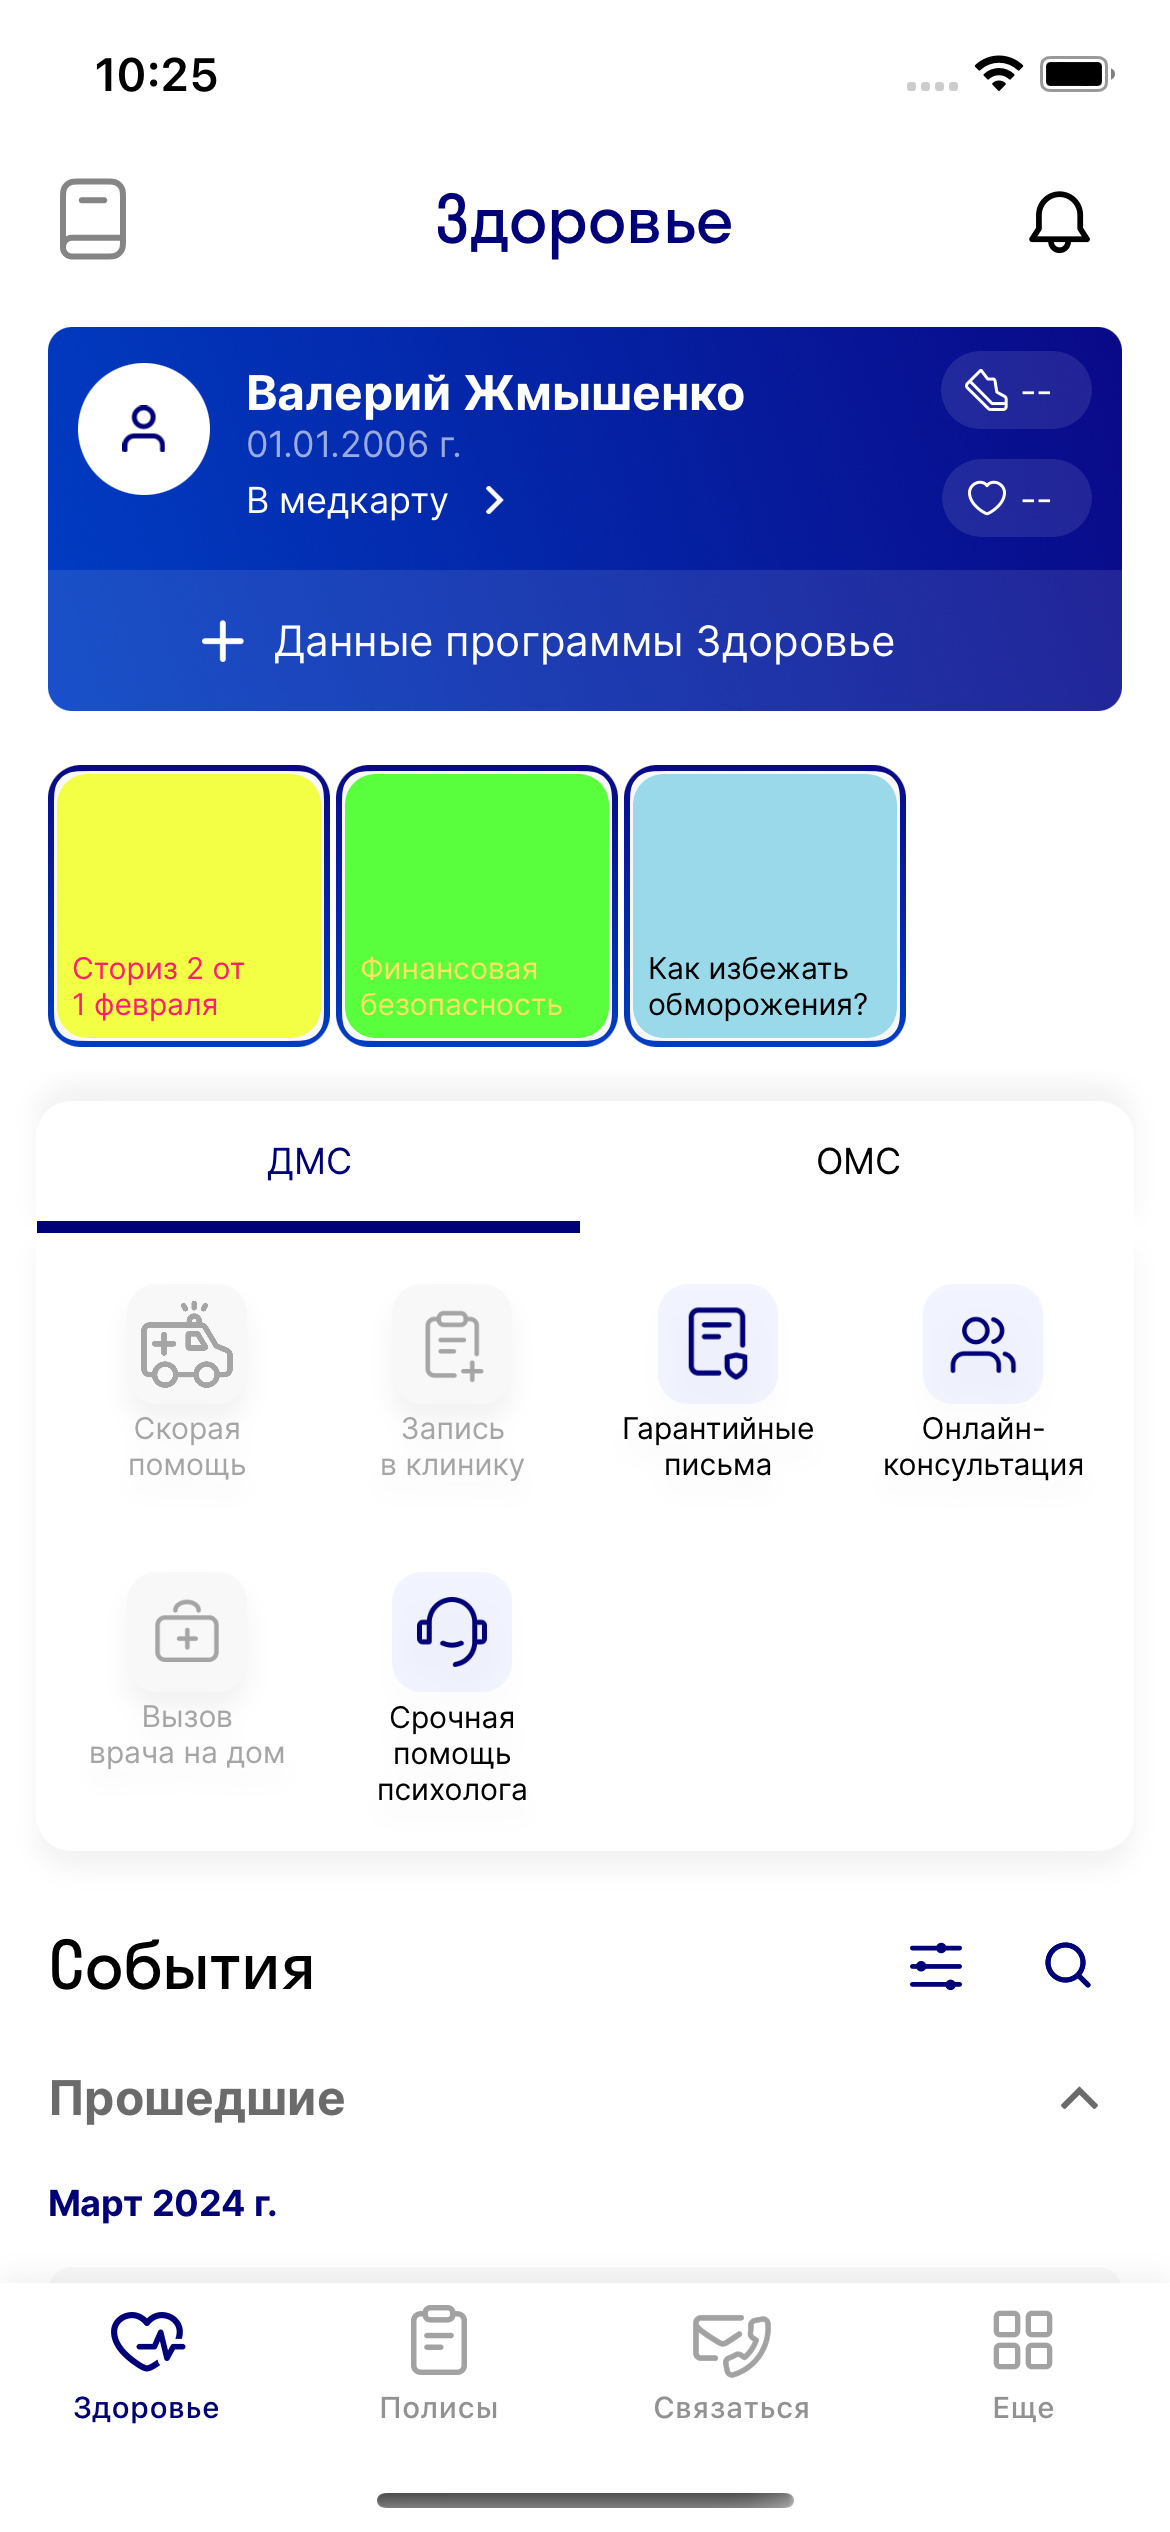 10:25
Здоровье
Валерий Жмышенко
01.01.2006 г.
В медкарту
--
--
Данные программы Здоровье
Сториз 2 от
1 февраля
Финансовая
безопасность
Как избежать
обморожения?
ДМС
ОМС
Скорая
помощь
Запись
в клинику
Гарантийные
письма
Онлайн-
консультация
Вызов
врача на дом
Срочная
помощь
психолога
События
Прошедшие
Март 2024 г.
Здоровье
Полисы
Связаться
Еще